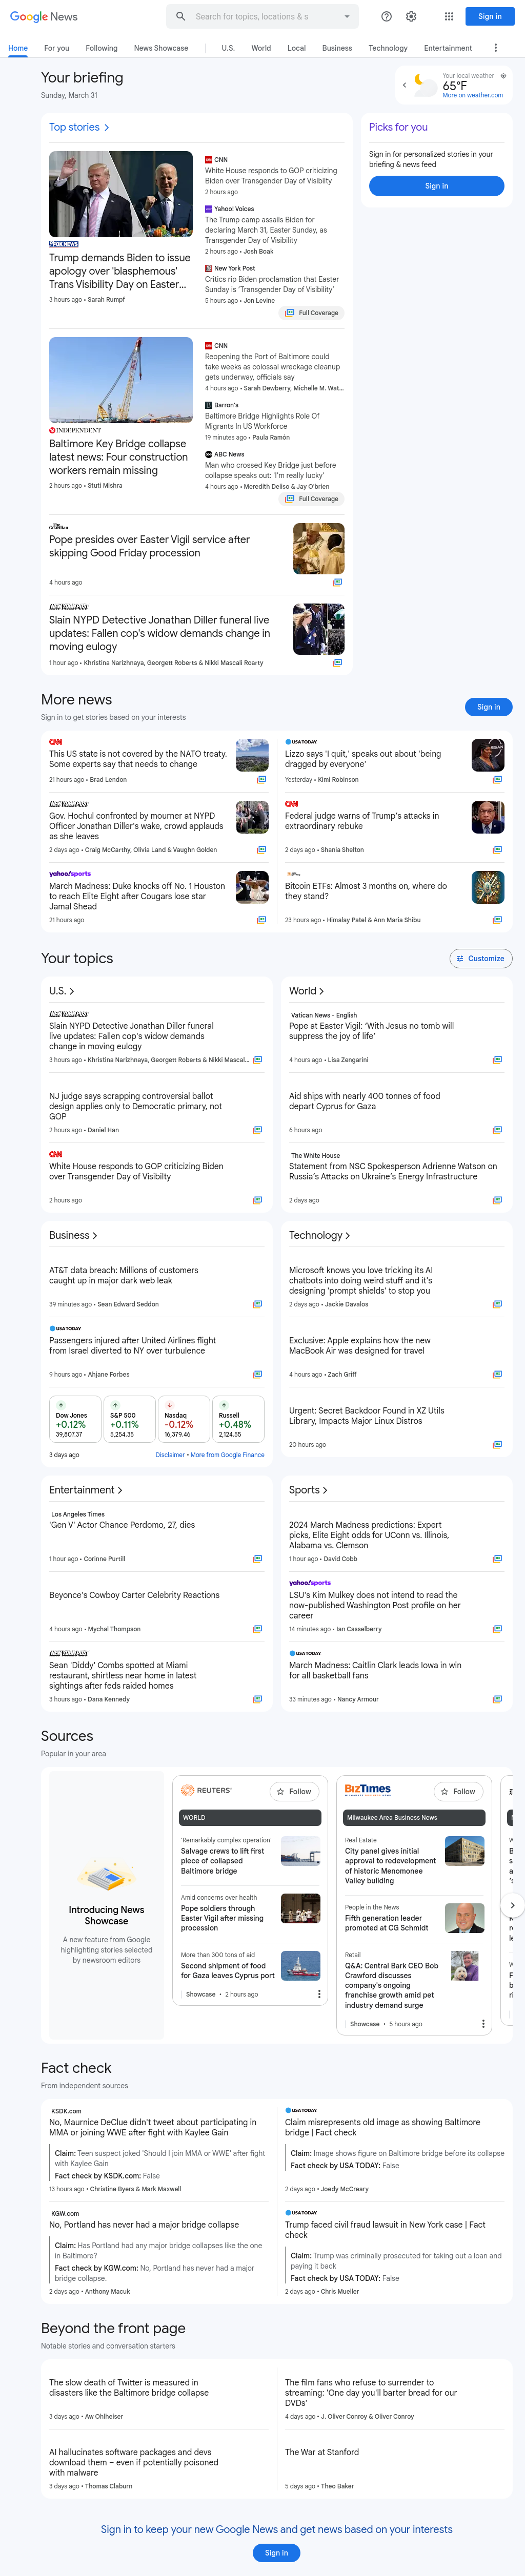 Google News
Search for topics, locations & s
Sign in
Home
For you
Following
News Showcase
U.S.
World
Local
Business
Technology
Entertainment
Your briefing
Sunday, March 31
Your local weather
65°F
More on weather.com
Top stories
FOX NEWS
Trump demands Biden to issue
apology over 'blasphemous'
Trans Visibility Day on Easter...
3 hours ago • Sarah Rumpf
CNN
White House responds to GOP criticizing
Biden over Transgender Day of Visibilty
2 hours ago
Yahoo! Voices
The Trump camp assails Biden for
declaring March 31, Easter Sunday, as
Transgender Day of Visibility
2 hours ago • Josh Boak
New York Post
Critics rip Biden proclamation that Easter
Sunday is 'Transgender Day of Visibility'
5 hours ago • Jon Levine
Full Coverage
Picks for you
Sign in for personalized stories in your
briefing & news feed
Sign in
INDEPENDENT
Baltimore Key Bridge collapse
latest news: Four construction
workers remain missing
2 hours ago • Stuti Mishra
CNN
Reopening the Port of Baltimore could
take weeks as colossal wreckage cleanup
gets underway, officials say
4 hours ago • Sarah Dewberry, Michelle M. Wat...
Barron's
Baltimore Bridge Highlights Role Of
Migrants In US Workforce
19 minutes ago • Paula Ramón
ABC News
Man who crossed Key Bridge just before
collapse speaks out: 'I'm really lucky'
4 hours ago • Meredith Deliso & Jay O'brien
Full Coverage
The Guardian
Pope presides over Easter Vigil service after
skipping Good Friday procession
4 hours ago
NEW YORK POST
Slain NYPD Detective Jonathan Diller funeral live
updates: Fallen cop's widow demands change in
moving eulogy
1 hour ago • Khristina Narizhnaya, Georgett Roberts & Nikki Mascali Roarty
More news
Sign in to get stories based on your interests
Sign in
CNN
This US state is not covered by the NATO treaty.
Some experts say that needs to change
21 hours ago • Brad Lendon
USA TODAY
Lizzo says 'I quit,' speaks out about 'being
dragged by everyone'
Yesterday • Kimi Robinson
NEW YORK POST
Gov. Hochul confronted by mourner at NYPD
Officer Jonathan Diller's wake, crowd applauds
as she leaves
2 days ago • Craig McCarthy, Olivia Land & Vaughn Golden
CNN
Federal judge warns of Trump's attacks in
extraordinary rebuke
2 days ago • Shania Shelton
yahoo/sports
March Madness: Duke knocks off No. 1 Houston
to reach Elite Eight after Cougars lose star
Jamal Shead
21 hours ago
Bitcoin ETFs: Almost 3 months on, where do
they stand?
23 hours ago • Himalay Patel & Ann Maria Shibu
Your topics
Customize
U.S.
NEW YORK POST
Slain NYPD Detective Jonathan Diller funeral
live updates: Fallen cop's widow demands
change in moving eulogy
3 hours ago • Khristina Narizhnaya, Georgett Roberts & Nikki Mascal...
NJ judge says scrapping controversial ballot
design applies only to Democratic primary, not
GOP
2 hours ago • Daniel Han
CNN
White House responds to GOP criticizing Biden
over Transgender Day of Visibilty
2 hours ago
World
Vatican News - English
Pope at Easter Vigil: 'With Jesus no tomb will
suppress the joy of life'
4 hours ago • Lisa Zengarini
Aid ships with nearly 400 tonnes of food
depart Cyprus for Gaza
6 hours ago
The White House
Statement from NSC Spokesperson Adrienne Watson on
Russia's Attacks on Ukraine's Energy Infrastructure
2 days ago
Business
AT&T data breach: Millions of customers
caught up in major dark web leak
39 minutes ago • Sean Edward Seddon
USA TODAY
Passengers injured after United Airlines flight
from Israel diverted to NY over turbulence
9 hours ago • Ahjane Forbes
Dow Jones
+0.12%
39,807.37
S&P 500
+0.11%
5,254.35
Nasdaq
-0.12%
16,379.46
Russell
+0.48%
2,124.55
3 days ago
Disclaimer • More from Google Finance
Technology
Microsoft knows you love tricking its AI
chatbots into doing weird stuff and it's
designing 'prompt shields' to stop you
2 days ago • Jackie Davalos
Exclusive: Apple explains how the new
MacBook Air was designed for travel
4 hours ago • Zach Griff
Urgent: Secret Backdoor Found in XZ Utils
Library, Impacts Major Linux Distros
20 hours ago
Entertainment
Los Angeles Times
'Gen V' Actor Chance Perdomo, 27, dies
1 hour ago • Corinne Purtill
Beyonce's Cowboy Carter Celebrity Reactions
4 hours ago • Mychal Thompson
NEW YORK POST
Sean 'Diddy' Combs spotted at Miami
restaurant, shirtless near home in latest
sightings after feds raided homes
3 hours ago • Dana Kennedy
Sports
2024 March Madness predictions: Expert
picks, Elite Eight odds for UConn vs. Illinois,
Alabama vs. Clemson
1 hour ago • David Cobb
yahoo/sports
LSU's Kim Mulkey does not intend to read the
now-published Washington Post profile on her
career
14 minutes ago • Ian Casselberry
USA TODAY
March Madness: Caitlin Clark leads Iowa in win
for all basketball fans
33 minutes ago • Nancy Armour
Sources
Popular in your area
Introducing News
Showcase
A new feature from Google
highlighting stories selected
by newsroom editors
REUTERS
Follow
WORLD
'Remarkably complex operation'
Salvage crews to lift first
piece of collapsed
Baltimore bridge
Amid concerns over health
Pope soldiers through
Easter Vigil after missing
procession
More than 300 tons of aid
Second shipment of food
for Gaza leaves Cyprus port
Showcase • 2 hours ago
BizTimes
Follow
Milwaukee Area Business News
Real Estate
City panel gives initial
approval to redevelopment
of historic Menomonee
Valley building
People in the News
Fifth generation leader
promoted at CG Schmidt
Retail
Q&A: Central Bark CEO Bob
Crawford discusses
company's ongoing
franchise growth amid pet
industry demand surge
Showcase • 5 hours ago
Fact check
From independent sources
KSDK.com
No, Maurnice DeClue didn't tweet about participating in
MMA or joining WWE after fight with Kaylee Gain
Claim: Teen suspect joked 'Should I join MMA or WWE' after fight
with Kaylee Gain
Fact check by KSDK.com: False
13 hours ago • Christine Byers & Mark Maxwell
USA TODAY
Claim misrepresents old image as showing Baltimore
bridge | Fact check
Claim: Image shows figure on Baltimore bridge before its collapse
Fact check by USA TODAY: False
2 days ago • Joedy McCreary
KGW.com
No, Portland has never had a major bridge collapse
Claim: Has Portland had any major bridge collapses like the one
in Baltimore?
Fact check by KGW.com: No, Portland has never had a major
bridge collapse.
2 days ago • Anthony Macuk
USA TODAY
Trump faced civil fraud lawsuit in New York case | Fact
check
Claim: Trump was criminally prosecuted for taking out a loan and
paying it back
Fact check by USA TODAY: False
2 days ago • Chris Mueller
Beyond the front page
Notable stories and conversation starters
The slow death of Twitter is measured in
disasters like the Baltimore bridge collapse
3 days ago • Aw Ohlheiser
The film fans who refuse to surrender to
streaming: 'One day you'll barter bread for our
DVDs'
4 days ago • J. Oliver Conroy & Oliver Conroy
AI hallucinates software packages and devs
download them – even if potentially poisoned
with malware
3 days ago • Thomas Claburn
The War at Stanford
5 days ago • Theo Baker
Sign in to keep your new Google News and get news based on your interests
Sign in